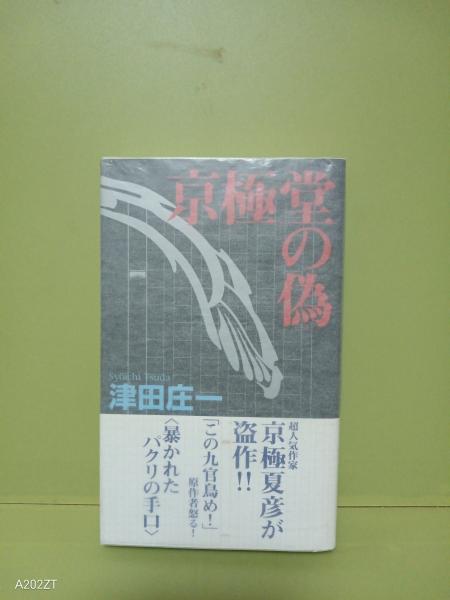 京極堂
の偽
Syoichi Tsuda
津田庄一
超人気作家
京極夏彦が
盗作!!
「この九官鳥め!」
原作者怒る!
〈暴かれた
パクリの手口〉
A202ZT